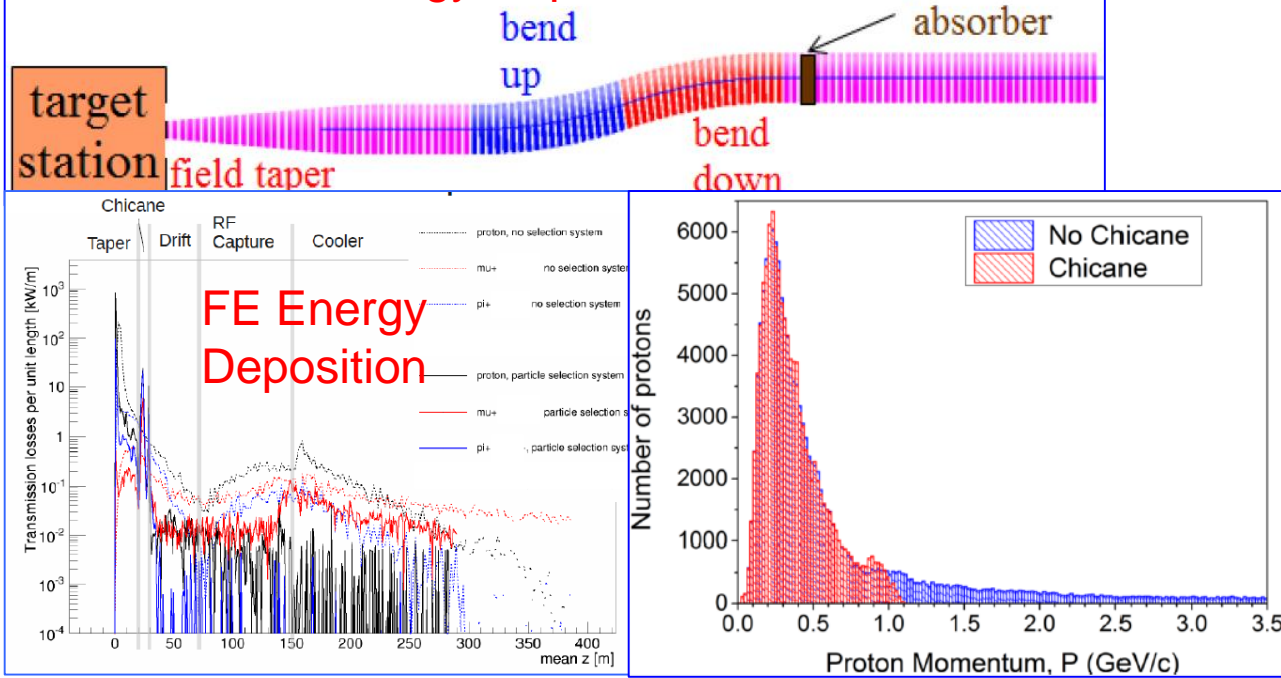 bend
up
absorber
target
station
field taper
bend
down
Chicane
Taper
Drift
RF
Capture
Cooler
FE Energy
Deposition
proton, no selection system
mu+ no selection system
pi+ no selection system
proton, particle selection system
mu+ particle selection s
pi+ , particle selection syst
Transmission losses per unit length [kW/m]
10^3
10^2
10
1
10^-1
10^-2
10^-3
10^-4
0 50 100 150 200 250 300 350 400
mean z [m]
No Chicane
Chicane
Number of protons
6000
5000
4000
3000
2000
1000
0
0.0 0.5 1.0 1.5 2.0 2.5 3.0 3.5
Proton Momentum, P (GeV/c)